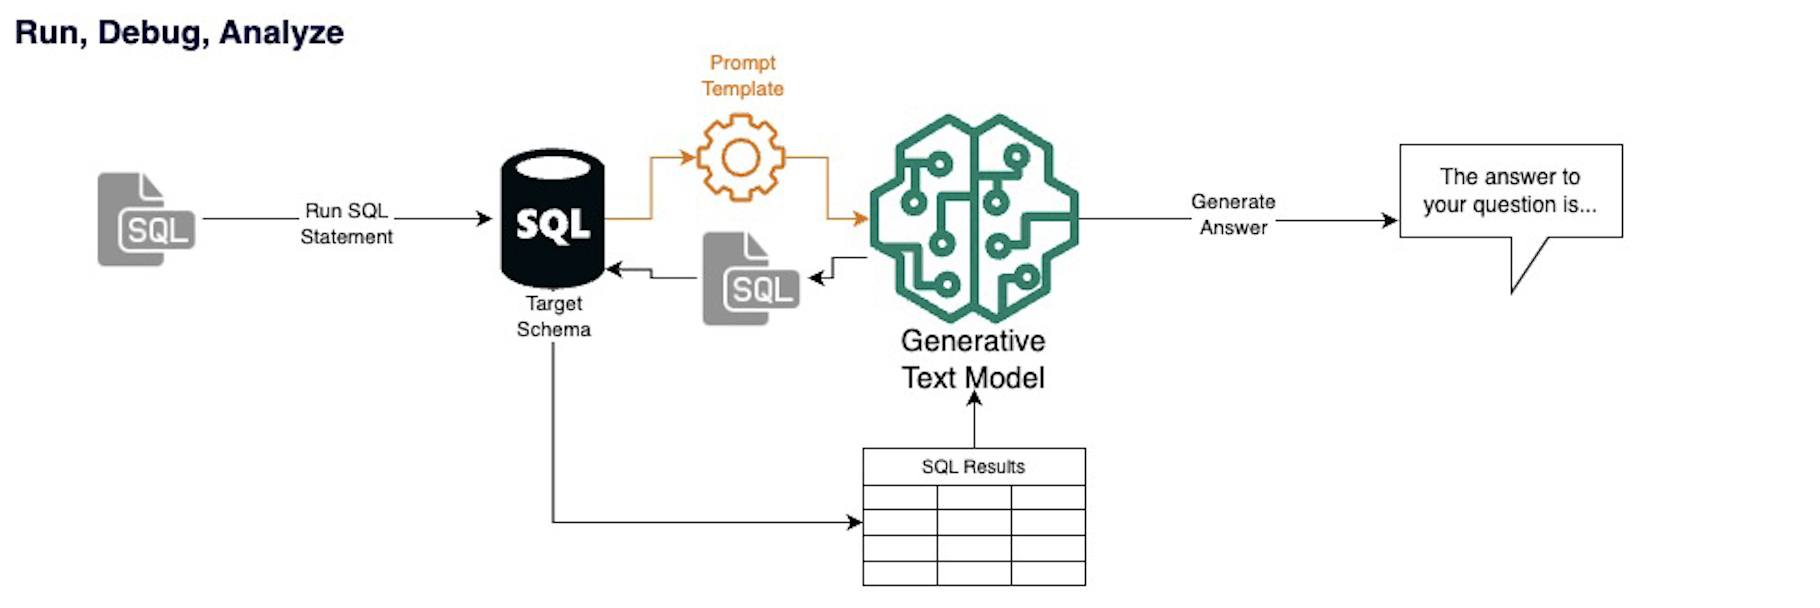 Run, Debug, Analyze
Prompt
Template
SQL
Run SQL
Statement
SQL
Target
Schema
SQL
Generative
Text Model
Generate
Answer
The answer to
your question is...
SQL Results